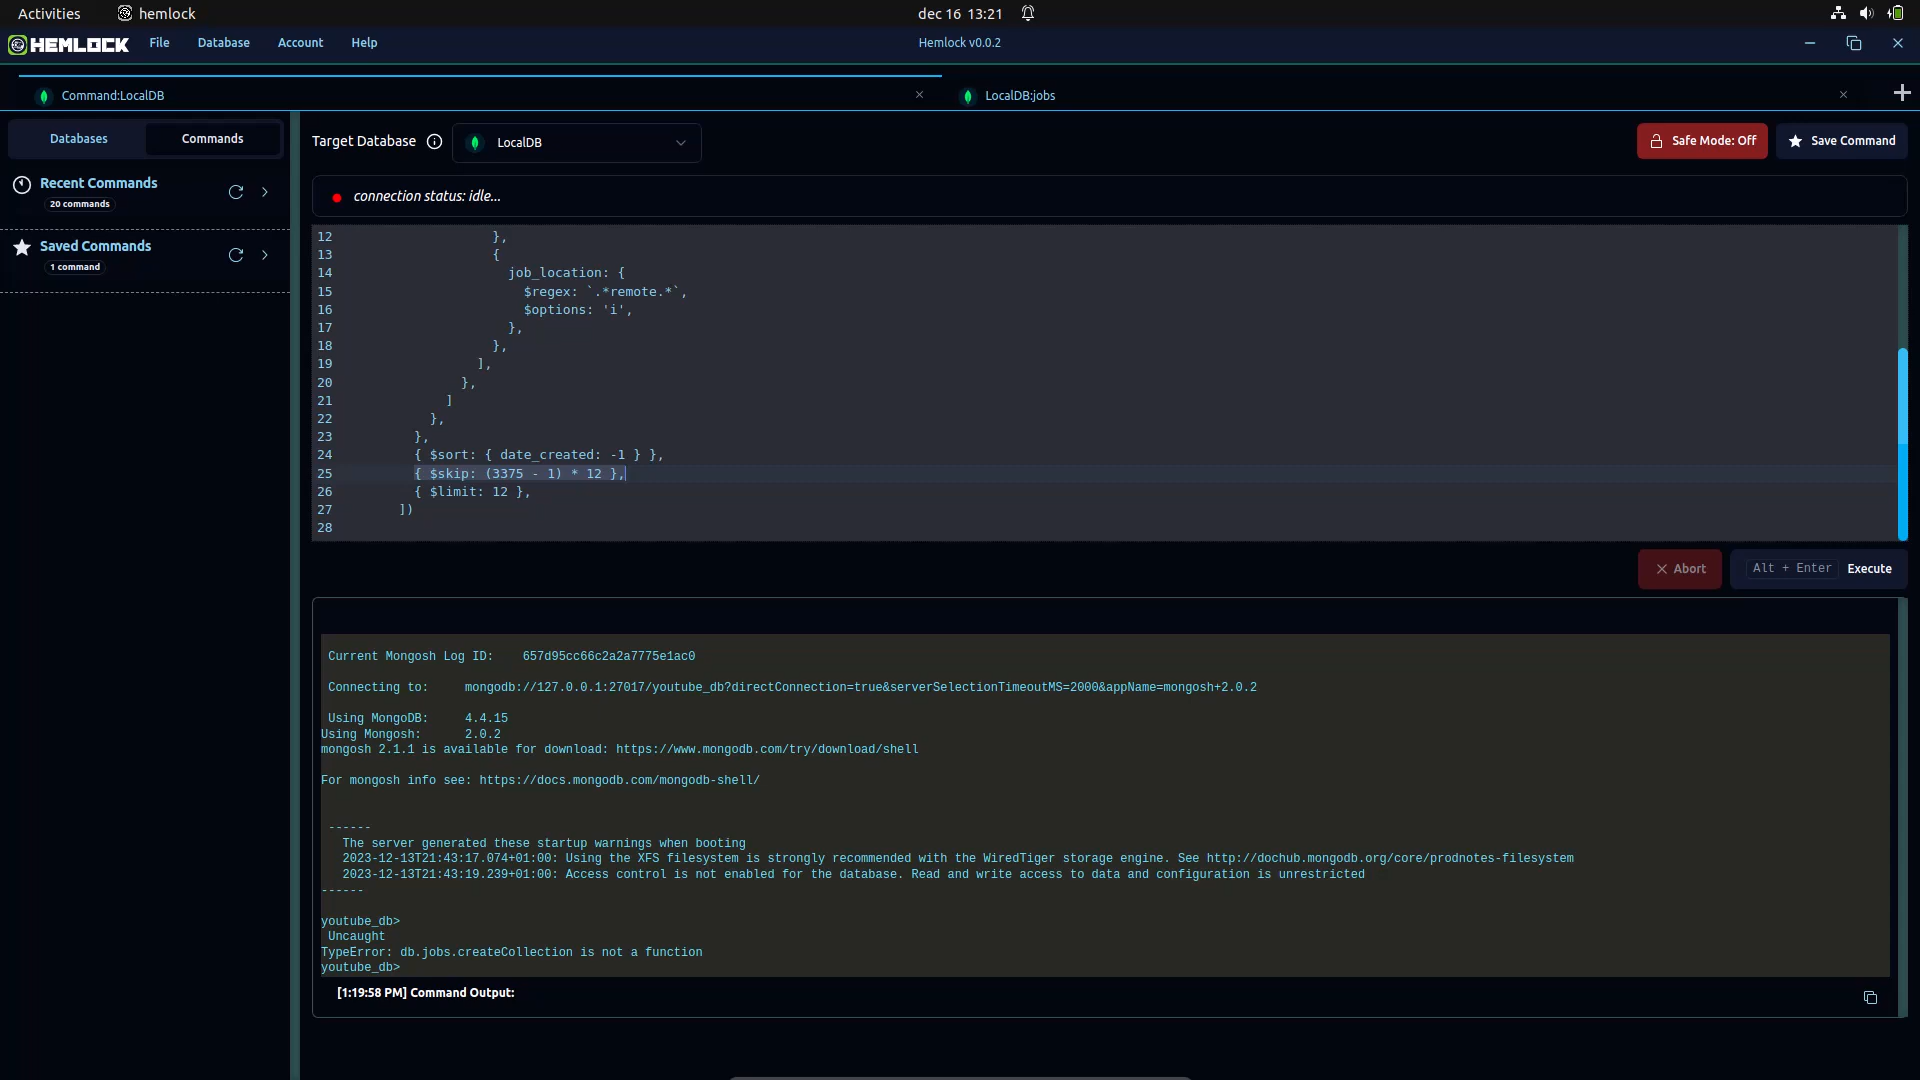 Activities
hemlock
dec 16 13:21
HEMLOCK
File
Database
Account
Help
Hemlock v0.0.2
Command:LocalDB
LocalDB:jobs
Databases
Commands
Recent Commands
20 commands
Saved Commands
1 command
Target Database
LocalDB
Safe Mode: Off
Save Command
connection status: idle...
12 },
13 {
14 job_location: {
15 $regex: `.*remote.*`,
16 $options: 'i',
17 },
18 },
19 ],
20 },
21 ]
22 },
23 },
24 { $sort: { date_created: -1 } },
25 { $skip: (3375 - 1) * 12 },
26 { $limit: 12 },
27 ])
28
Abort
Alt + Enter
Execute
Current Mongosh Log ID: 657d95cc66c2a2a7775e1ac0
Connecting to: mongodb://127.0.0.1:27017/youtube_db?directConnection=true&serverSelectionTimeoutMS=2000&appName=mongosh+2.0.2
Using MongoDB: 4.4.15
Using Mongosh: 2.0.2
mongosh 2.1.1 is available for download: https://www.mongodb.com/try/download/shell
For mongosh info see: https://docs.mongodb.com/mongodb-shell/
------
The server generated these startup warnings when booting
2023-12-13T21:43:17.074+01:00: Using the XFS filesystem is strongly recommended with the WiredTiger storage engine. See http://dochub.mongodb.org/core/prodnotes-filesystem
2023-12-13T21:43:19.239+01:00: Access control is not enabled for the database. Read and write access to data and configuration is unrestricted
------
youtube_db>
Uncaught
TypeError: db.jobs.createCollection is not a function
youtube_db>
[1:19:58 PM] Command Output: